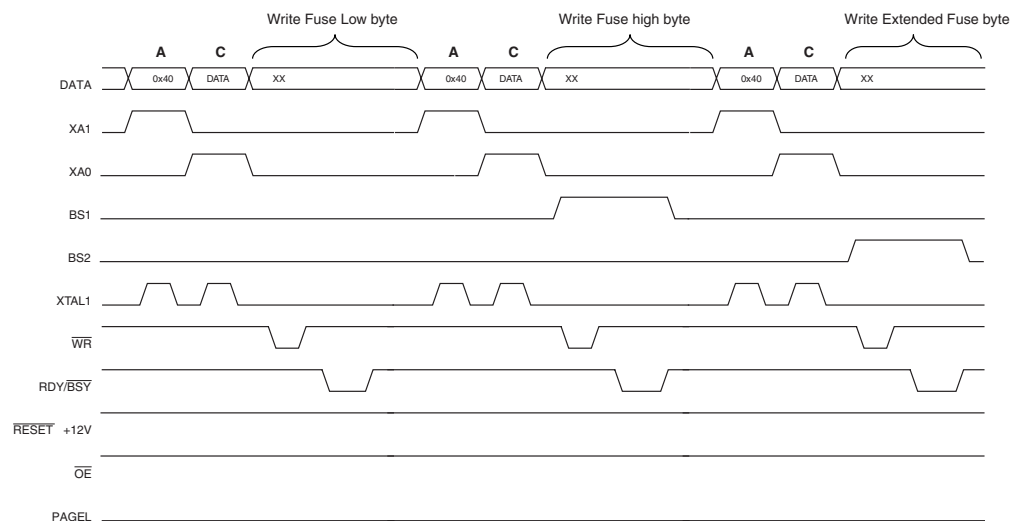 Write Fuse Low byte Write Fuse high byte Write Extended Fuse byte
A C A C A C
DATA 0x40 DATA XX 0x40 DATA XX 0x40 DATA XX
XA1
XA0
BS1
BS2
XTAL1
WR
RDY/BSY
RESET +12V
OE
PAGEL